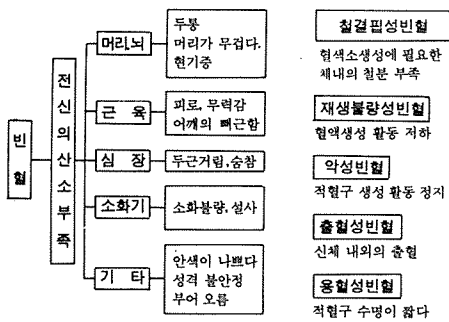 빈혈
전신의산소부족
머리·뇌
두통
머리가 무겁다.
현기증
근육
피로, 무력감
어깨의 뻐근함
심장
두근거림, 숨참
소화기
소화불량, 설사
기타
안색이 나쁘다
성격 불안정
부어 오름
철결핍성빈혈
혈색소생성에 필요한
체내의 철분 부족
재생불량성빈혈
혈액생성 활동 저하
악성빈혈
적혈구 생성 활동 정지
출혈성빈혈
신체 내외의 출혈
용혈성빈혈
적혈구 수명이 짧다